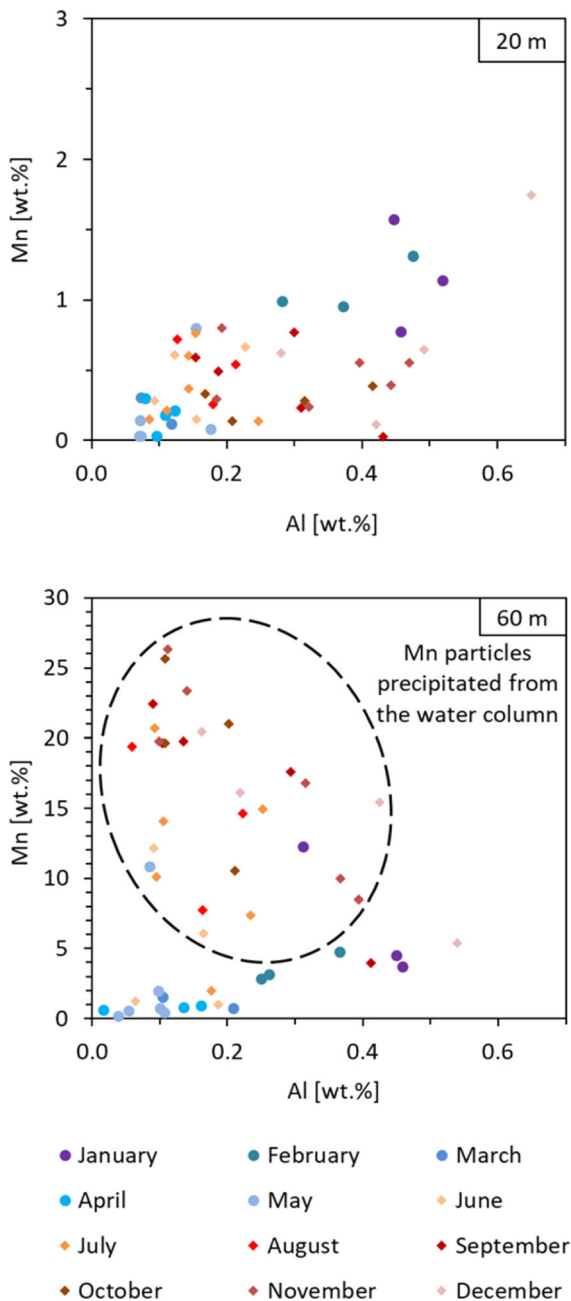 3
20 m
2
Mn [wt.%]
1
0
0.0 0.2 0.4 0.6
Al [wt.%]
30
60 m
Mn particles
precipitated from
the water column
25
20
Mn [wt.%]
15
10
5
0
0.0 0.2 0.4 0.6
Al [wt.%]
January February March
April May June
July August September
October November December